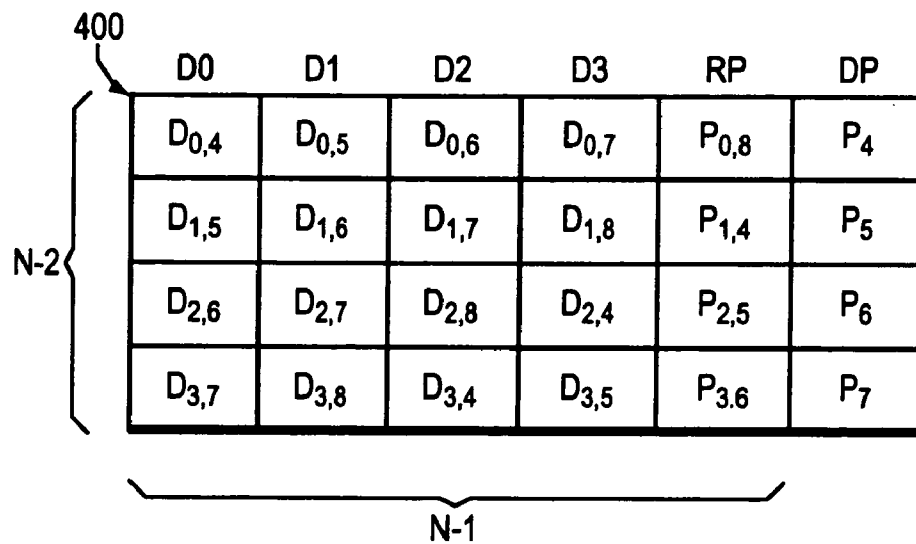 400
D0 D1 D2 D3 RP DP
D0,4 D0,5 D0,6 D0,7 P0,8 P4
D1,5 D1,6 D1,7 D1,8 P1,4 P5
N-2
D2,6 D2,7 D2,8 D2,4 P2,5 P6
D3,7 D3,8 D3,4 D3,5 P3.6 P7
N-1